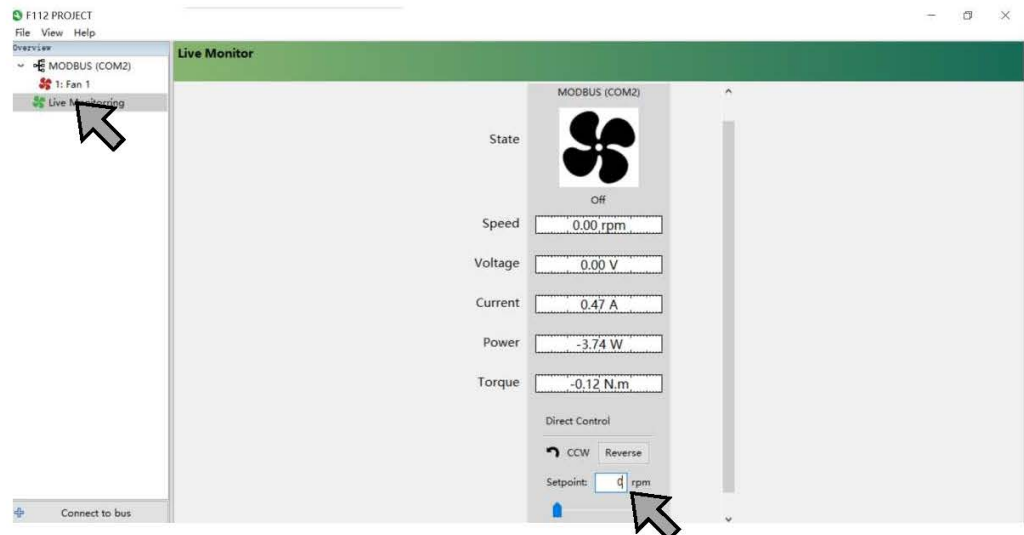 F112 PROJECT
File View Help
Overview
MODBUS (COM2)
1: Fan 1
Live Monitorring
Connect to bus
Live Monitor
MODBUS (COM2)
State
Off
Speed 0.00 rpm
Voltage 0.00 V
Current 0.47 A
Power -3.74 W
Torque -0.12 N.m
Direct Control
CCW Reverse
Setpoint: 0 rpm